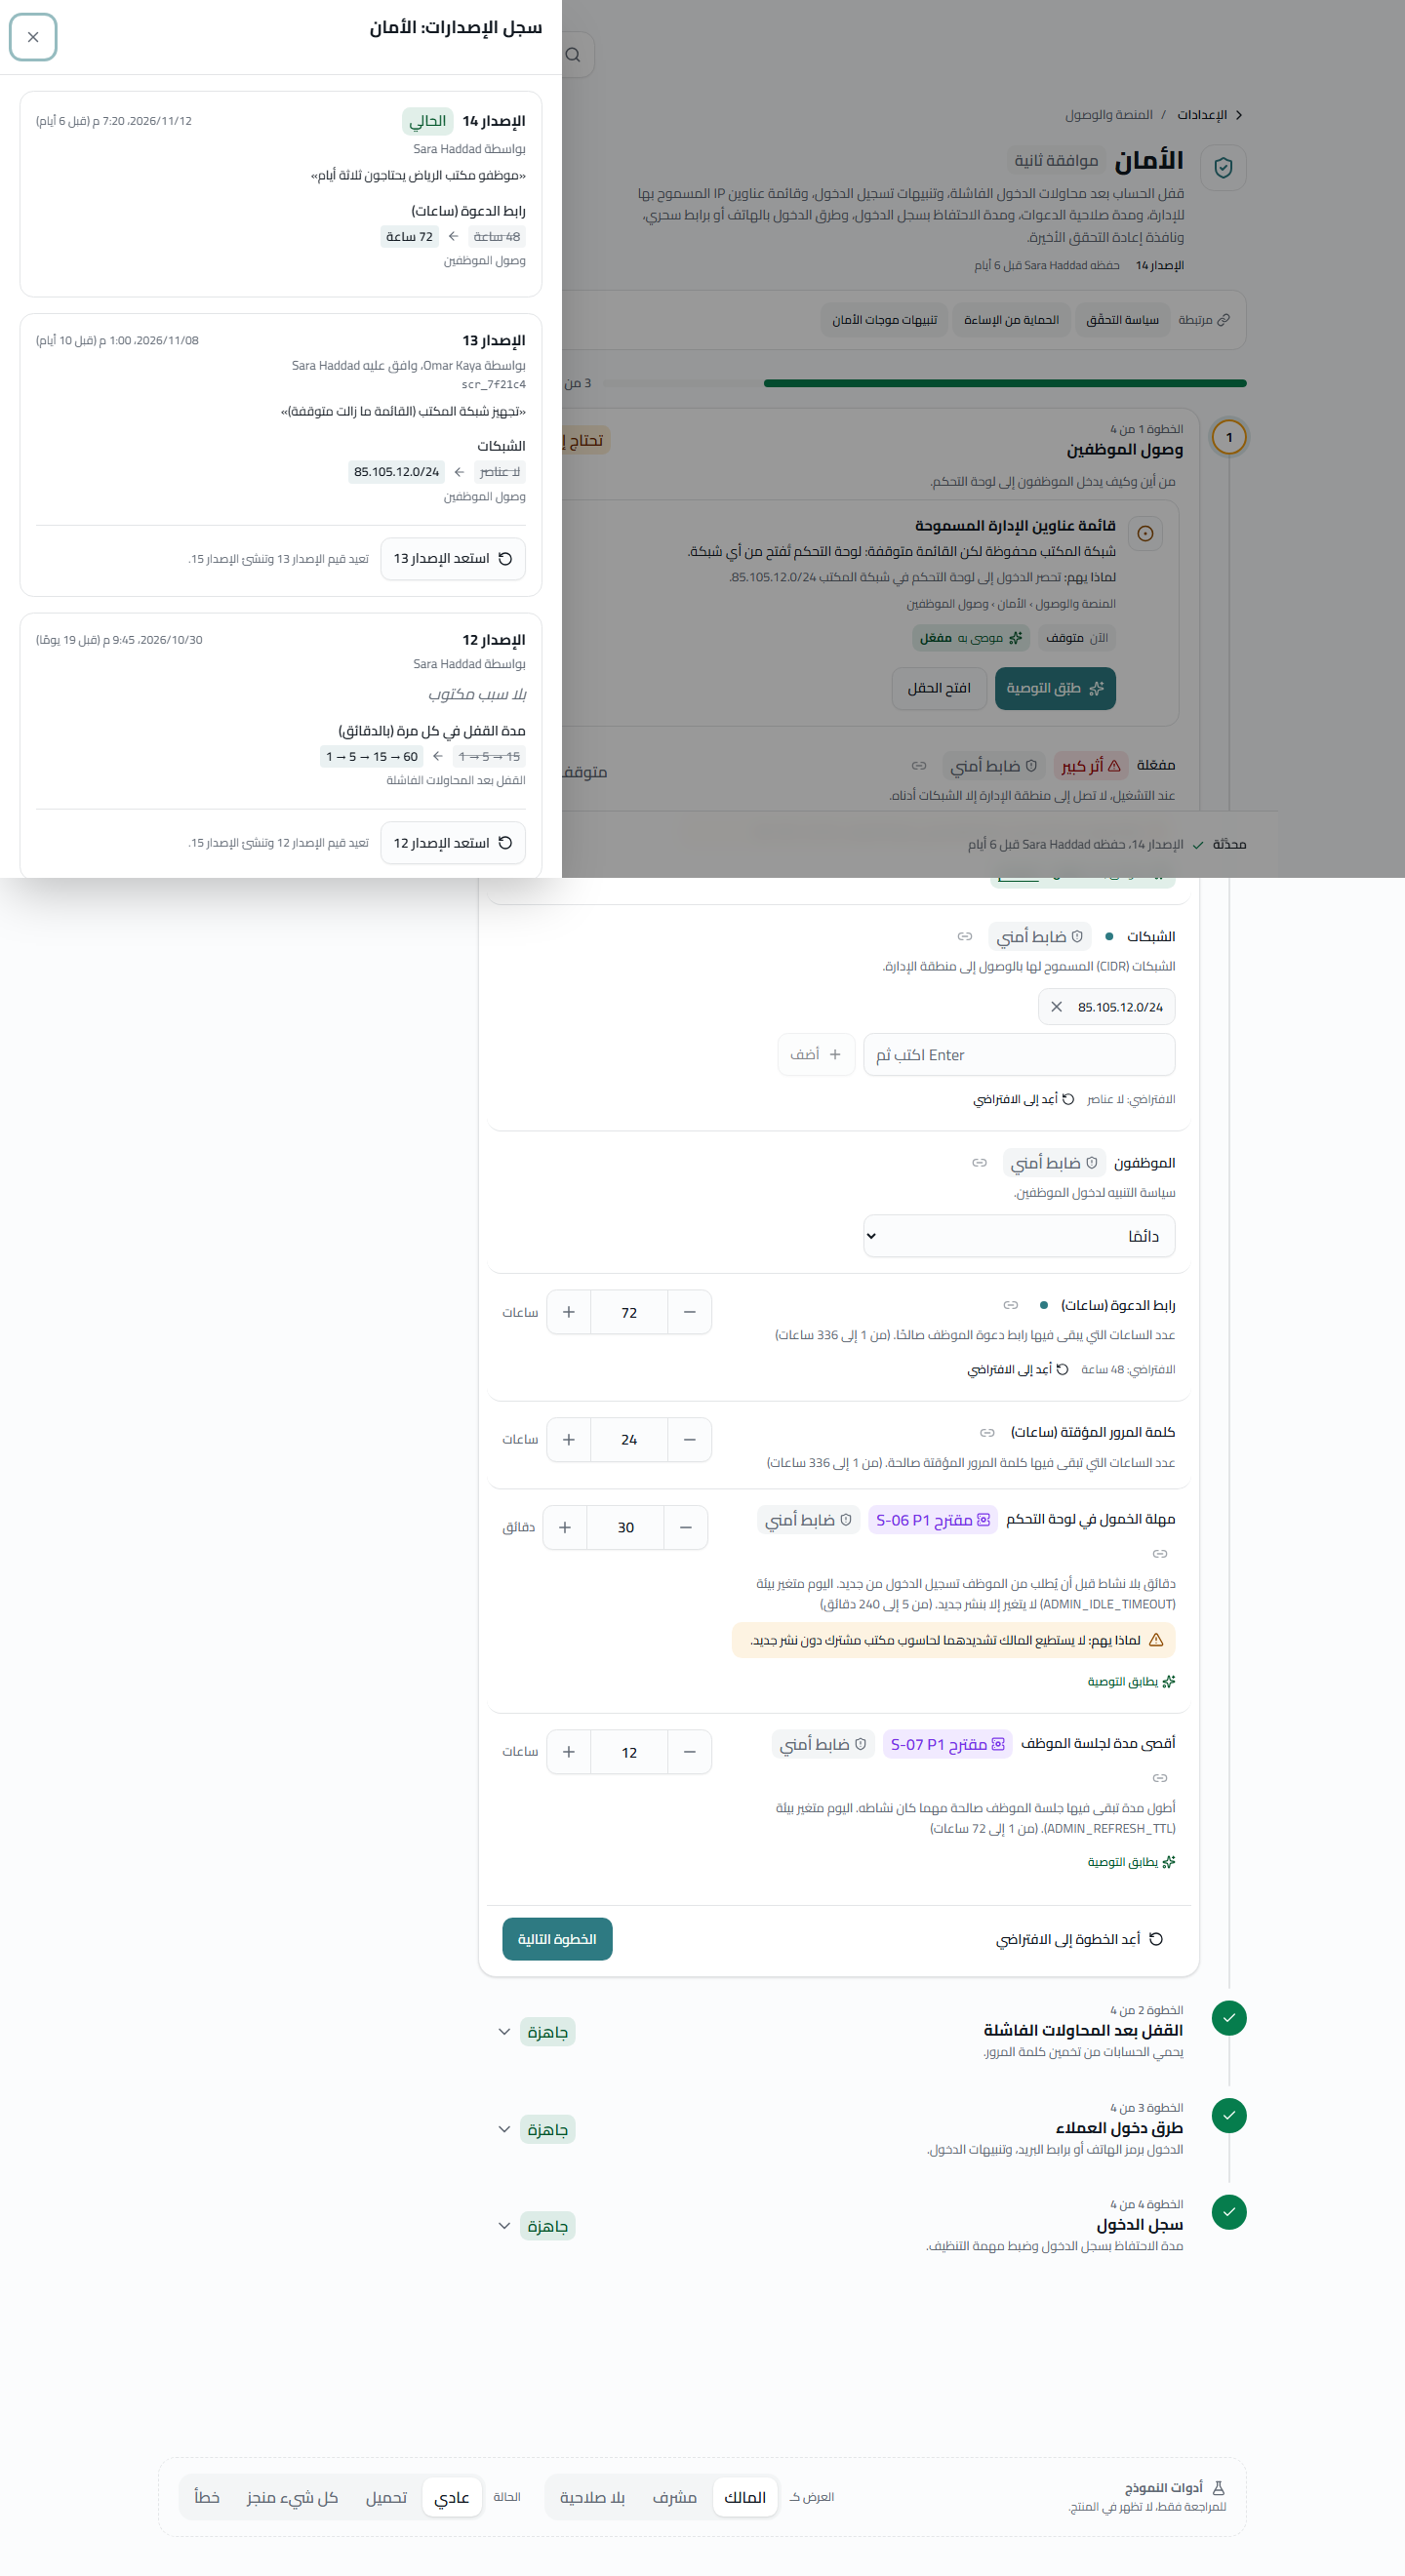 سجل الإصدارات: الأمان
الإصدار 14 الحالي 2026/11/12، 7:20 م (قبل 6 أيام)
بواسطة Sara Haddad
«موظفو مكتب الرياض يحتاجون ثلاثة أيام»
رابط الدعوة (ساعات)
48 ساعة ← 72 ساعة
وصول الموظفين
الإصدار 13 2026/11/08، 1:00 م (قبل 10 أيام)
بواسطة Omar Kaya، وافق عليه Sara Haddad
scr_7f21c4
«تجهيز شبكة المكتب (القائمة ما زالت متوقفة)»
الشبكات
لا عناصر ← 85.105.12.0/24
وصول الموظفين
استعد الإصدار 13 تعيد قيم الإصدار 13 وتنشئ الإصدار 15.
الإصدار 12 2026/10/30، 9:45 م (قبل 19 يومًا)
بواسطة Sara Haddad
بلا سبب مكتوب
مدة القفل في كل مرة (بالدقائق)
1 → 5 → 15 ← 1 → 5 → 15 → 60
القفل بعد المحاولات الفاشلة
استعد الإصدار 12 تعيد قيم الإصدار 12 وتنشئ الإصدار 15.
الإعدادات / المنصة والوصول
الأمان موافقة ثانية
قفل الحساب بعد محاولات الدخول الفاشلة، وتنبيهات تسجيل الدخول، وقائمة عناوين IP المسموح بها
للإدارة، ومدة صلاحية الدعوات، ومدة الاحتفاظ بسجل الدخول، وطرق الدخول بالهاتف أو برابط سحري،
ونافذة إعادة التحقق الأخيرة.
الإصدار 14 حفظه Sara Haddad قبل 6 أيام
مرتبطة سياسة التحقق الحماية من الإساءة تنبيهات موجات الأمان
3 من
1
الخطوة 1 من 4
وصول الموظفين تحتاج
من أين وكيف يدخل الموظفون إلى لوحة التحكم.
قائمة عناوين الإدارة المسموحة
شبكة المكتب محفوظة لكن القائمة متوقفة: لوحة التحكم تفتح من أي شبكة.
لماذا يهم: تحصر الدخول إلى لوحة التحكم في شبكة المكتب 85.105.12.0/24.
المنصة والوصول › الأمان › وصول الموظفين
الآن متوقف موصى به مفعّل
طبّق التوصية افتح الحقل
مفعّلة أثر كبير ضابط أمني
عند التشغيل، لا تصل إلى منطقة الإدارة إلا الشبكات أدناه.
محدّثة الإصدار 14، حفظه Sara Haddad قبل 6 أيام
الشبكات ضابط أمني
الشبكات (CIDR) المسموح لها بالوصول إلى منطقة الإدارة.
85.105.12.0/24
اكتب ثم Enter أضف
الافتراضي: لا عناصر أعد إلى الافتراضي
الموظفون ضابط أمني
سياسة التنبيه لدخول الموظفين.
دائمًا
رابط الدعوة (ساعات) 72 ساعات
عدد الساعات التي يبقى فيها رابط دعوة الموظف صالحًا. (من 1 إلى 336 ساعات)
الافتراضي: 48 ساعة أعد إلى الافتراضي
كلمة المرور المؤقتة (ساعات) 24 ساعات
عدد الساعات التي تبقى فيها كلمة المرور المؤقتة صالحة. (من 1 إلى 336 ساعات)
مهلة الخمول في لوحة التحكم مقترح S-06 P1 ضابط أمني 30 دقائق
دقائق بلا نشاط قبل أن يُطلب من الموظف تسجيل الدخول من جديد. اليوم متغير بيئة
(ADMIN_IDLE_TIMEOUT) لا يتغير إلا بنشر جديد. (من 5 إلى 240 دقائق)
لماذا يهم: لا يستطيع المالك تشديدهما لحاسوب مكتب مشترك دون نشر جديد.
يطابق التوصية
أقصى مدة لجلسة الموظف مقترح S-07 P1 ضابط أمني 12 ساعات
أطول مدة تبقى فيها جلسة الموظف صالحة مهما كان نشاطه. اليوم متغير بيئة
(ADMIN_REFRESH_TTL). (من 1 إلى 72 ساعات)
يطابق التوصية
أعد الخطوة إلى الافتراضي الخطوة التالية
الخطوة 2 من 4
القفل بعد المحاولات الفاشلة جاهزة
يحمي الحسابات من تخمين كلمة المرور.
الخطوة 3 من 4
طرق دخول العملاء جاهزة
الدخول برمز الهاتف أو برابط البريد، وتنبيهات الدخول.
الخطوة 4 من 4
سجل الدخول جاهزة
مدة الاحتفاظ بسجل الدخول وضبط مهمة التنظيف.
أدوات النموذج
للمراجعة فقط، لا تظهر في المنتج.
العرض كـ المالك مشرف بلا صلاحية الحالة عادي تحميل كل شيء منجز خطأ